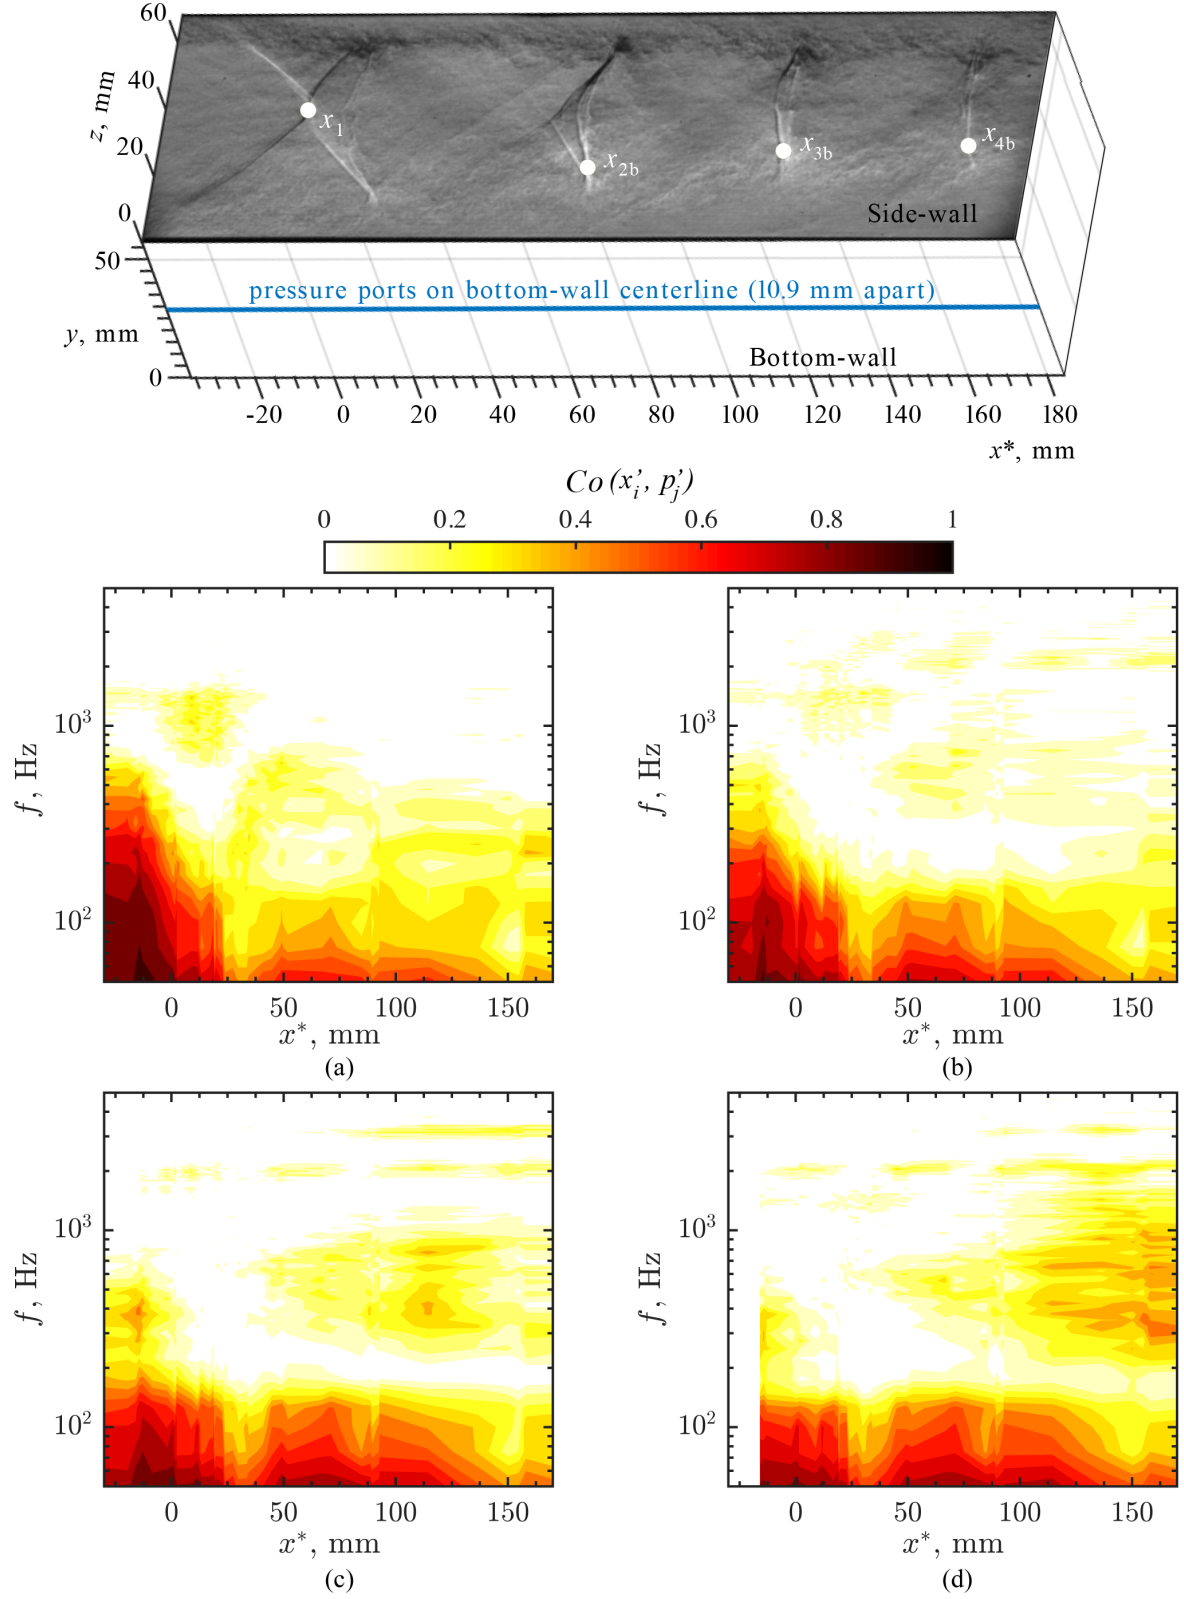 60
40
20
0
z, mm
x₁
x₂b
x₃b
x₄b
Side-wall
50
pressure ports on bottom-wall centerline (10.9 mm apart)
y, mm
Bottom-wall
0
-20 0 20 40 60 80 100 120 140 160 180
x*, mm
Co (x'ᵢ, p'ⱼ)
0 0.2 0.4 0.6 0.8 1
10³
10²
f, Hz
0 50 100 150
x*, mm
(a)
10³
10²
f, Hz
0 50 100 150
x*, mm
(b)
10³
10²
f, Hz
0 50 100 150
x*, mm
(c)
10³
10²
f, Hz
0 50 100 150
x*, mm
(d)